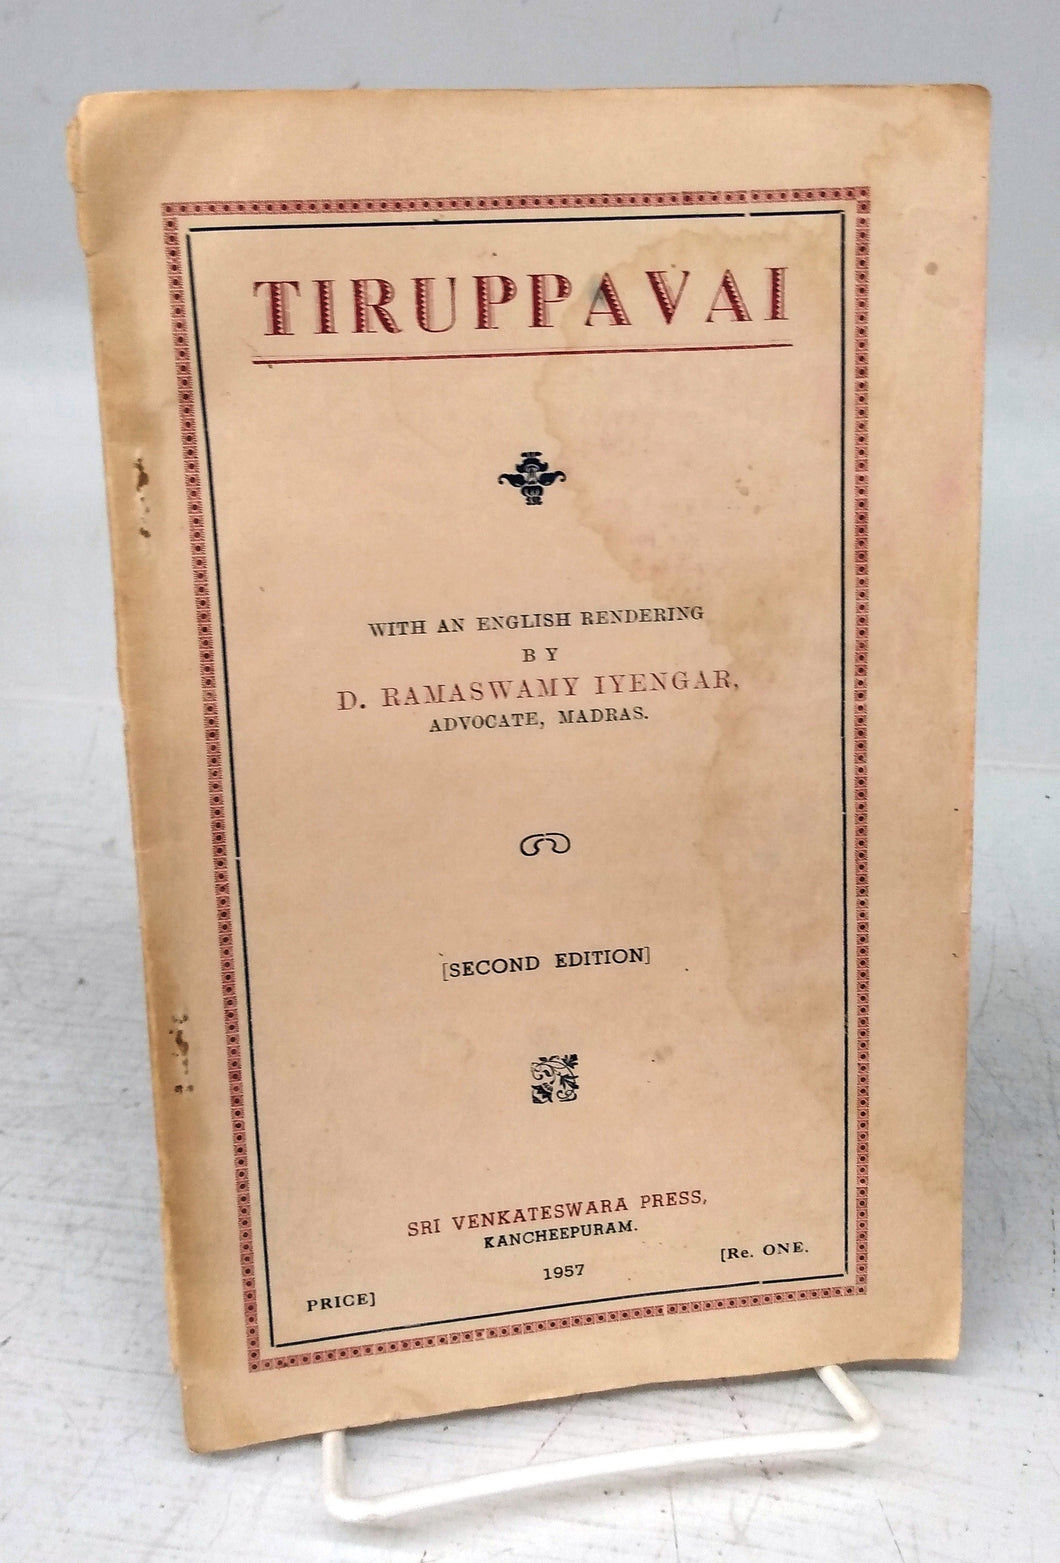 TIRUPPAVAI
WITH AN ENGLISH RENDERING
BY
D. RAMASWAMY IYENGAR,
ADVOCATE, MADRAS.
[SECOND EDITION]
SRI VENKATESWARA PRESS,
KANCHEEPURAM.
1957
PRICE] [Re. ONE.